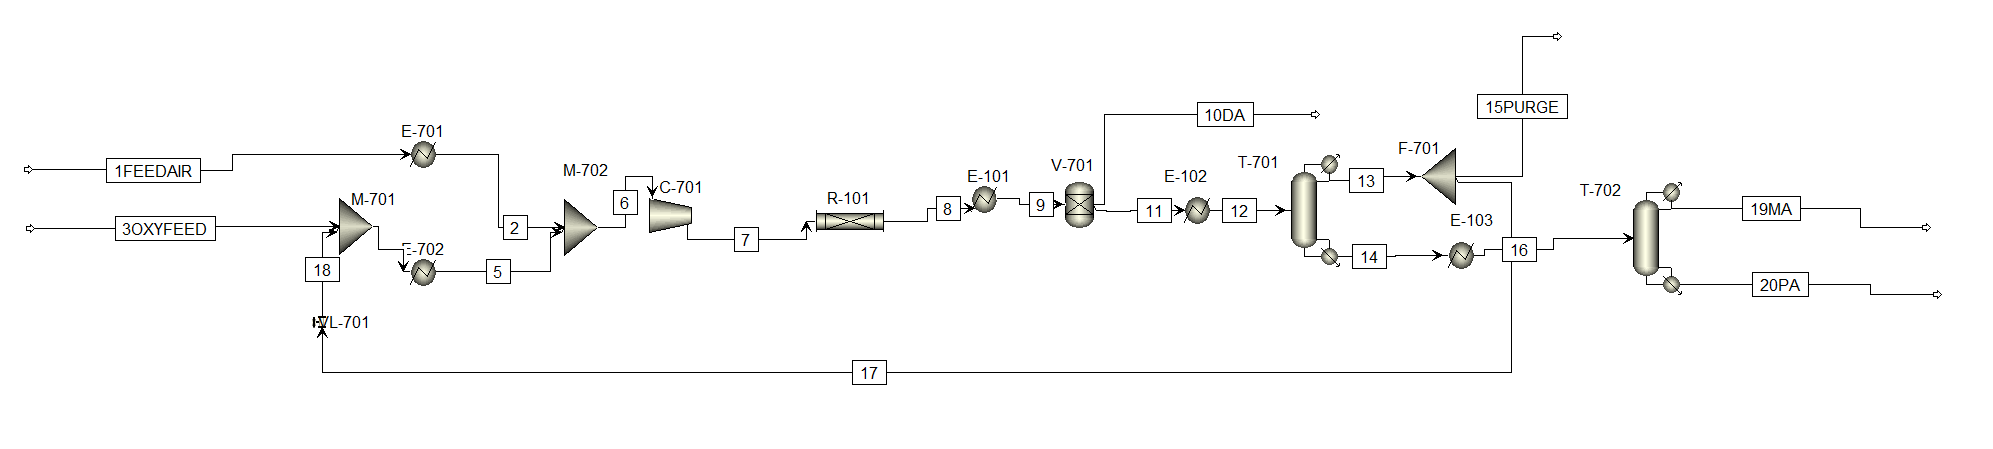 15PURGE
10DA
E-701
F-701
M-702
V-701
T-701
1FEEDAIR
E-101
E-102
13
T-702
C-701
M-701
R-101
6
8
9
11
12
19MA
3OXYFEED
2
E-103
7
E-702
16
14
18
5
20PA
VL-701
17